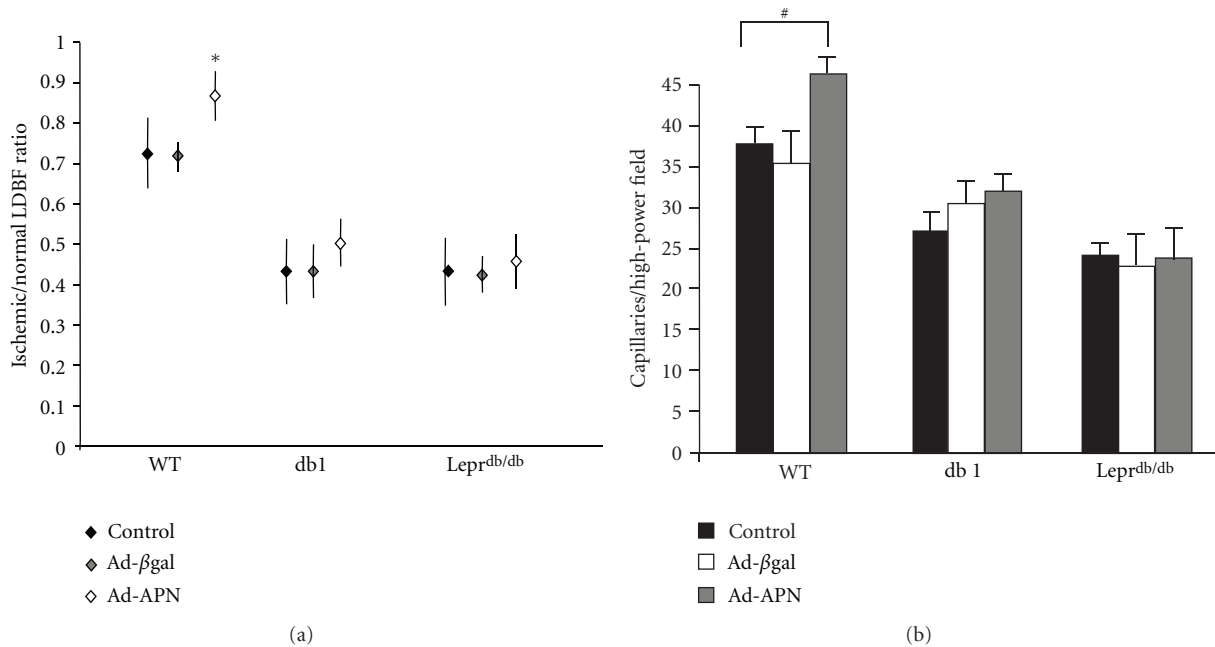 Ischemic/normal LDBF ratio
1
0.9
0.8
0.7
0.6
0.5
0.4
0.3
0.2
0.1
0
*
WT
db1
Lepr^db/db
Control
Ad-βgal
Ad-APN
(a)
Capillaries/high-power field
45
40
35
30
25
20
15
10
5
0
#
WT
db 1
Lepr^db/db
Control
Ad-βgal
Ad-APN
(b)